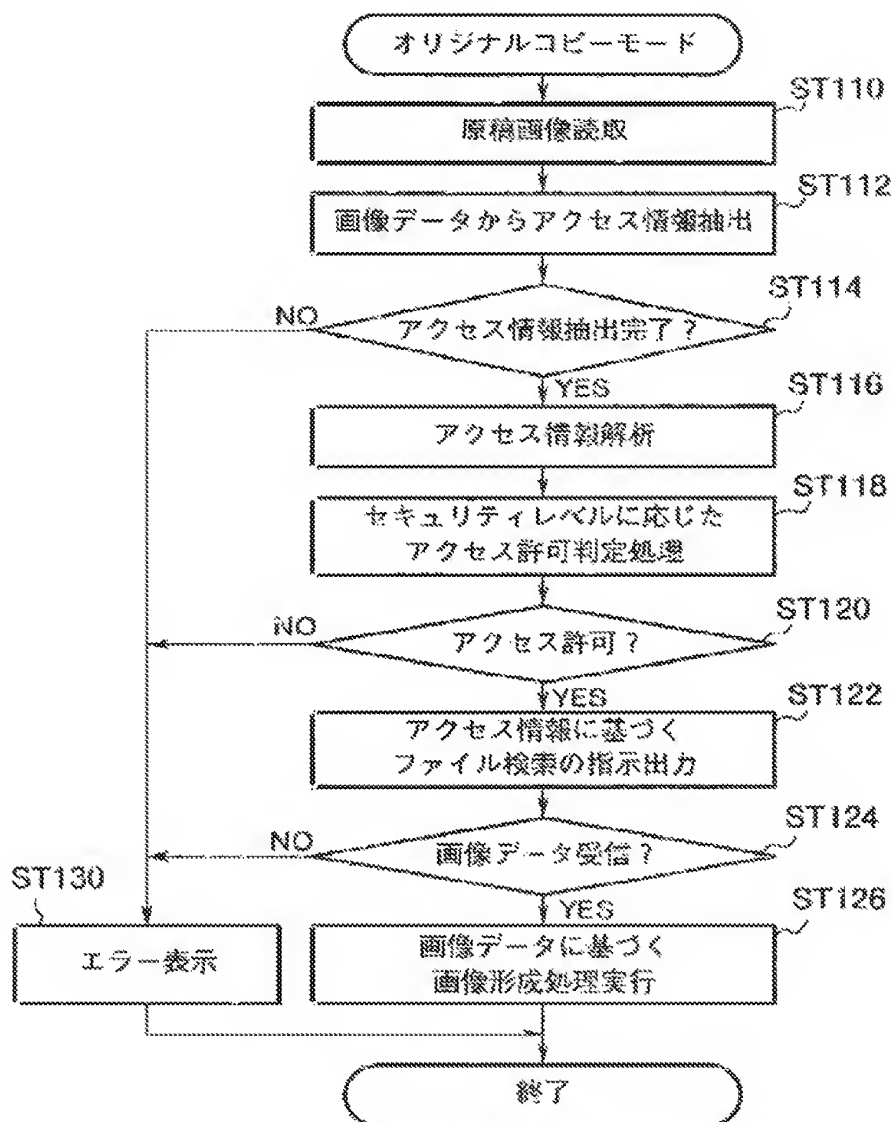 オリジナルコピーモード
ST110
原稿画像読取
ST112
画像データからアクセス情報抽出
ST114
NO
アクセス情報抽出完了?
YES
ST116
アクセス情報解析
ST118
セキュリティレベルに応じた
アクセス許可判定処理
ST120
NO
アクセス許可?
YES
ST122
アクセス情報に基づく
ファイル検索の指示出力
ST124
NO
画像データ受信?
YES
ST130
ST126
エラー表示
画像データに基づく
画像形成処理実行
終了